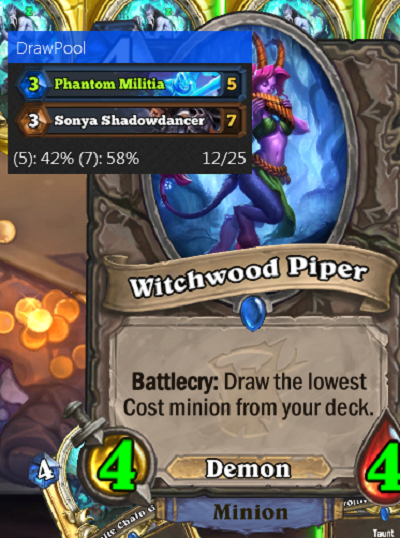 DrawPool
3 Phantom Militia 5
3 Sonya Shadowdancer 7
(5): 42% (7): 58% 12/25
4
Witchwood Piper
Battlecry: Draw the lowest
Cost minion from your deck.
4
4
4
Demon
Minion
Taunt